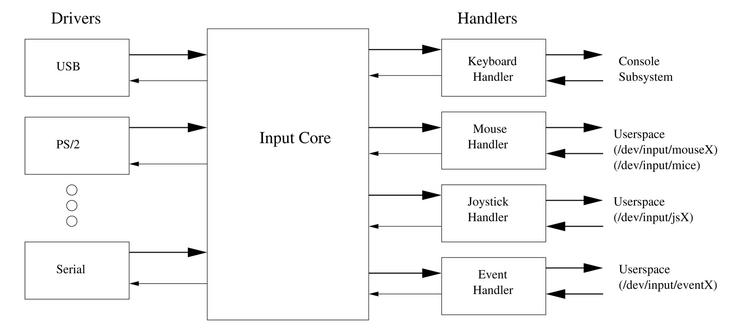 Drivers
Handlers
USB
PS/2
Serial
Input Core
Keyboard
Handler
Mouse
Handler
Joystick
Handler
Event
Handler
Console
Subsystem
Userspace
(/dev/input/mouseX)
(/dev/input/mice)
Userspace
(/dev/input/jsX)
Userspace
(/dev/input/eventX)